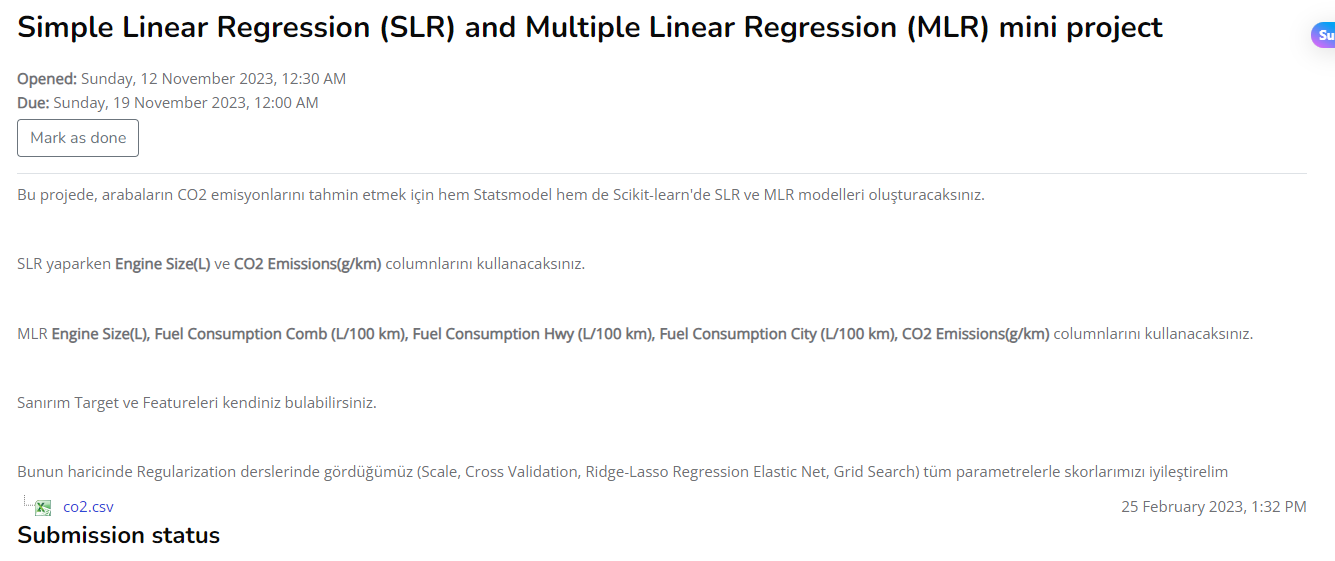 Simple Linear Regression (SLR) and Multiple Linear Regression (MLR) mini project
Su
Opened: Sunday, 12 November 2023, 12:30 AM
Due: Sunday, 19 November 2023, 12:00 AM
Mark as done
Bu projede, arabaların CO2 emisyonlarını tahmin etmek için hem Statsmodel hem de Scikit-learn'de SLR ve MLR modelleri oluşturacaksınız.
SLR yaparken Engine Size(L) ve CO2 Emissions(g/km) columnlarını kullanacaksınız.
MLR Engine Size(L), Fuel Consumption Comb (L/100 km), Fuel Consumption Hwy (L/100 km), Fuel Consumption City (L/100 km), CO2 Emissions(g/km) columnlarını kullanacaksınız.
Sanırım Target ve Featureleri kendiniz bulabilirsiniz.
Bunun haricinde Regularization derslerinde gördüğümüz (Scale, Cross Validation, Ridge-Lasso Regression Elastic Net, Grid Search) tüm parametrelerle skorlarımızı iyileştirelim
co2.csv 25 February 2023, 1:32 PM
Submission status